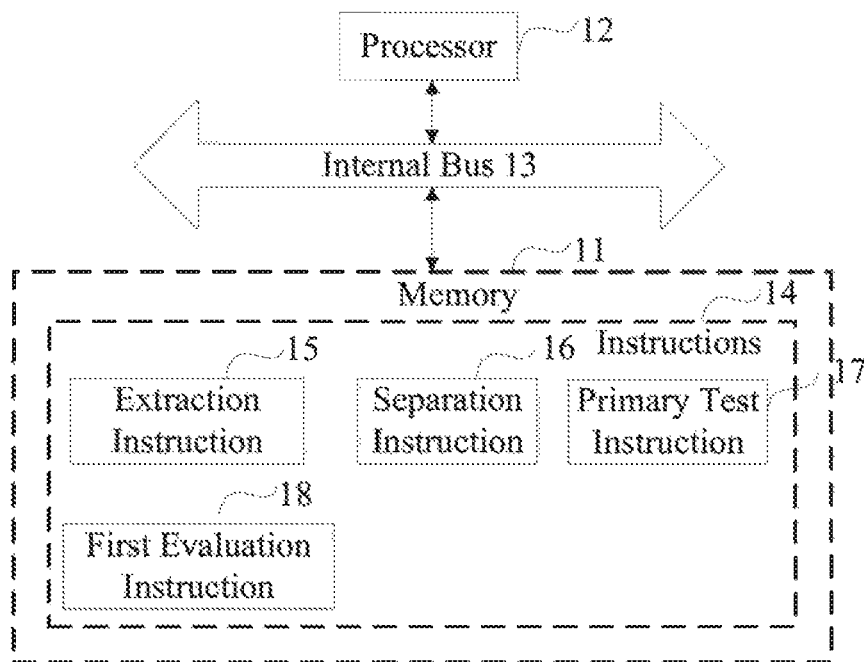 12
Processor
Internal Bus 13
11
Memory
14
Instructions
15
Extraction
Instruction
16
Separation
Instruction
17
Primary Test
Instruction
18
First Evaluation
Instruction